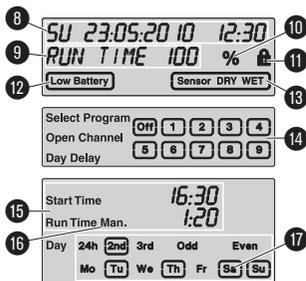 8 SU 23:05:2010 12:30 10
9 RUN TIME 100 % 11
12 Low Battery Sensor DRY WET 13
Select Program Off 1 2 3 4
Open Channel 14
Day Delay 5 6 7 8 9
15 Start Time 16:30
16 Run Time Man. 1:20
Day 24h 2nd 3rd Odd Even 17
Mo Tu We Th Fr Sa Su